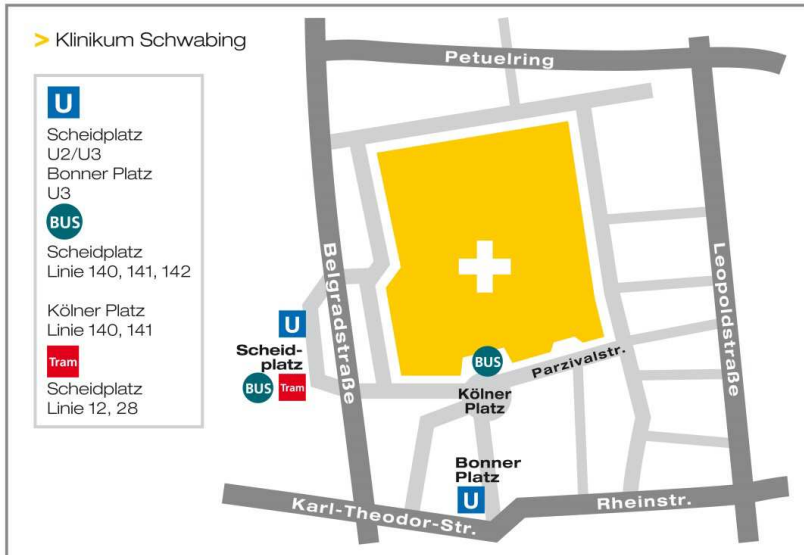 > Klinikum Schwabing
U
Scheidplatz
U2/U3
Bonner Platz
U3
BUS
Scheidplatz
Linie 140, 141, 142
Kölner Platz
Linie 140, 141
Tram
Scheidplatz
Linie 12, 28
Petuelring
Belgradstraße
Leopoldstraße
U
Scheid-
platz
BUS Tram
BUS
Kölner
Platz
Parzivalstr.
Bonner
Platz
U
Karl-Theodor-Str.
Rheinstr.